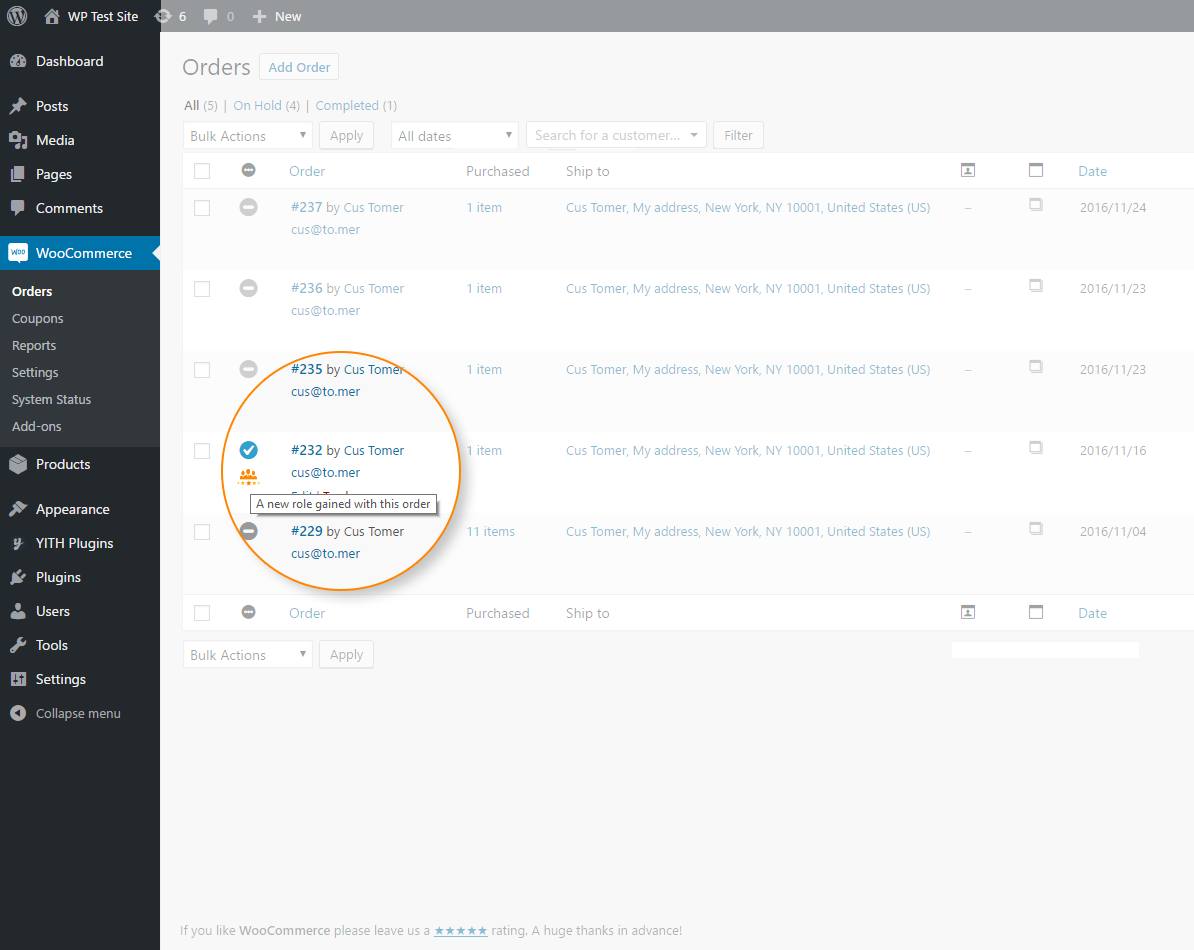 WP Test Site 6 0 New
Dashboard
Posts
Media
Pages
Comments
Woo WooCommerce
Orders
Coupons
Reports
Settings
System Status
Add-ons
Products
Appearance
YITH Plugins
Plugins
Users
Tools
Settings
Collapse menu
Orders Add Order
All (5) | On Hold (4) | Completed (1)
Bulk Actions Apply All dates Search for a customer... Filter
Order Purchased Ship to Date
#237 by Cus Tomer 1 item Cus Tomer, My address, New York, NY 10001, United States (US) – 2016/11/24
cus@to.mer
#236 by Cus Tomer 1 item Cus Tomer, My address, New York, NY 10001, United States (US) – 2016/11/23
cus@to.mer
#235 by Cus Tomer 1 item Cus Tomer, My address, New York, NY 10001, United States (US) – 2016/11/23
cus@to.mer
#232 by Cus Tomer 1 item Cus Tomer, My address, New York, NY 10001, United States (US) – 2016/11/16
cus@to.mer
A new role gained with this order
#229 by Cus Tomer 11 items Cus Tomer, My address, New York, NY 10001, United States (US) – 2016/11/04
cus@to.mer
Order Purchased Ship to Date
Bulk Actions Apply
If you like WooCommerce please leave us a ★★★★★ rating. A huge thanks in advance!